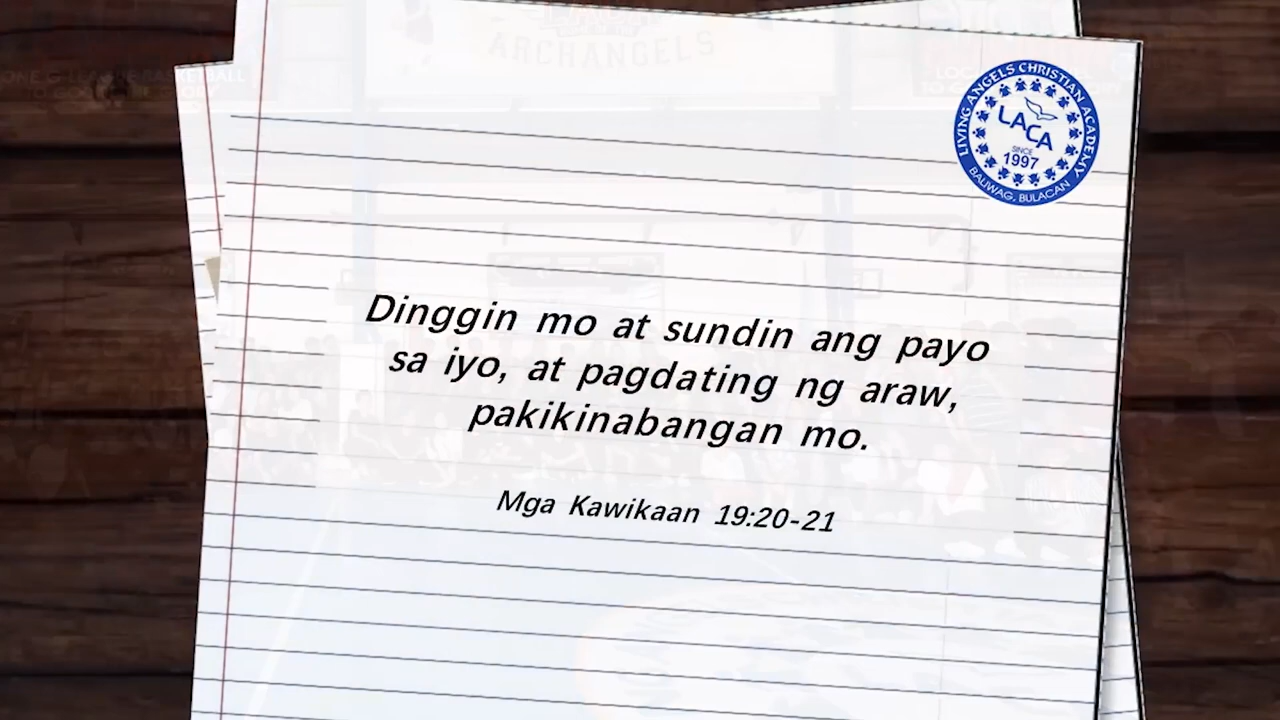 ARCHANGELS
LIVING ANGELS CHRISTIAN ACADEMY
LACA
SINCE
1997
BALIWAG, BULACAN
Dinggin mo at sundin ang payo
sa iyo, at pagdating ng araw,
pakikinabangan mo.
Mga Kawikaan 19:20-21